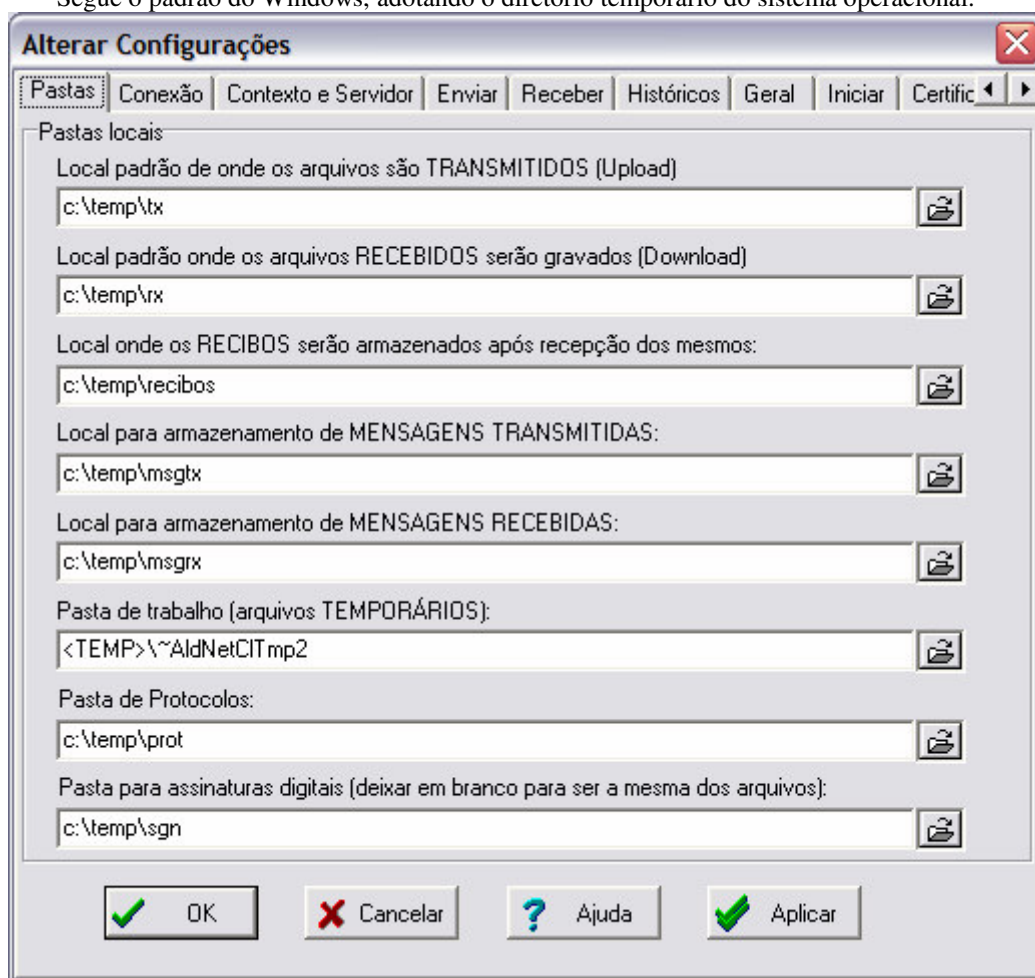 Segue o padrão do Windows, adotando o diretório temporário do sistema operacional.
Alterar Configurações
Pastas Conexão Contexto e Servidor Enviar Receber Históricos Geral Iniciar Certific
Pastas locais
Local padrão de onde os arquivos são TRANSMITIDOS (Upload)
c:\temp\tx
Local padrão onde os arquivos RECEBIDOS serão gravados (Download)
c:\temp\rx
Local onde os RECIBOS serão armazenados após recepção dos mesmos:
c:\temp\recibos
Local para armazenamento de MENSAGENS TRANSMITIDAS:
c:\temp\msgtx
Local para armazenamento de MENSAGENS RECEBIDAS:
c:\temp\msgrx
Pasta de trabalho (arquivos TEMPORÁRIOS):
<TEMP>\~AldNetClTmp2
Pasta de Protocolos:
c:\temp\prot
Pasta para assinaturas digitais (deixar em branco para ser a mesma dos arquivos):
c:\temp\sgn
OK Cancelar Ajuda Aplicar